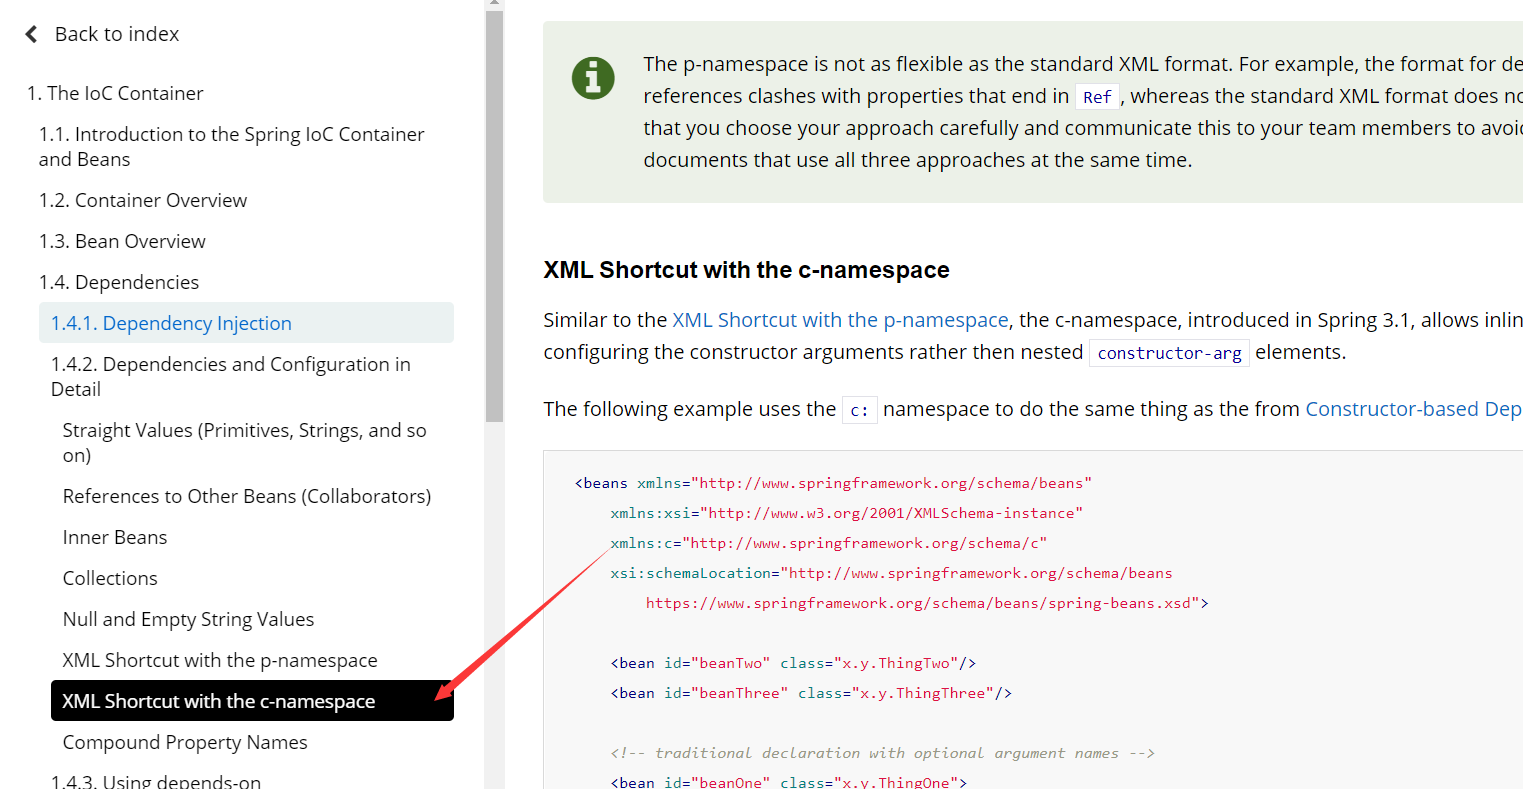 Back to index
1. The IoC Container
1.1. Introduction to the Spring IoC Container
and Beans
1.2. Container Overview
1.3. Bean Overview
1.4. Dependencies
1.4.1. Dependency Injection
1.4.2. Dependencies and Configuration in
Detail
Straight Values (Primitives, Strings, and so
on)
References to Other Beans (Collaborators)
Inner Beans
Collections
Null and Empty String Values
XML Shortcut with the p-namespace
XML Shortcut with the c-namespace
Compound Property Names
1.4.3. Using depends-on
The p-namespace is not as flexible as the standard XML format. For example, the format for de
references clashes with properties that end in Ref, whereas the standard XML format does no
that you choose your approach carefully and communicate this to your team members to avoi
documents that use all three approaches at the same time.
XML Shortcut with the c-namespace
Similar to the XML Shortcut with the p-namespace, the c-namespace, introduced in Spring 3.1, allows inlin
configuring the constructor arguments rather then nested constructor-arg elements.
The following example uses the c: namespace to do the same thing as the from Constructor-based Dep
<beans xmlns="http://www.springframework.org/schema/beans"
xmlns:xsi="http://www.w3.org/2001/XMLSchema-instance"
xmlns:c="http://www.springframework.org/schema/c"
xsi:schemaLocation="http://www.springframework.org/schema/beans
https://www.springframework.org/schema/beans/spring-beans.xsd">
<bean id="beanTwo" class="x.y.ThingTwo"/>
<bean id="beanThree" class="x.y.ThingThree"/>
<!-- traditional declaration with optional argument names -->
<bean id="beanOne" class="x.y.ThingOne">